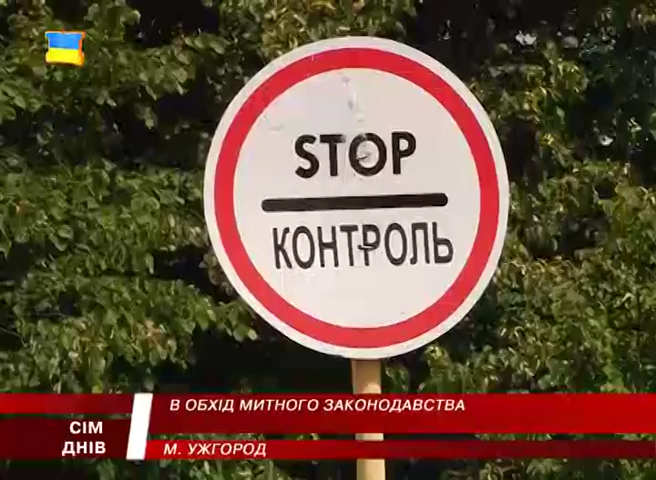 STOP
КОНТРОЛЬ
В ОБХІД МИТНОГО ЗАКОНОДАВСТВА
СІМ
ДНІВ
М. УЖГОРОД